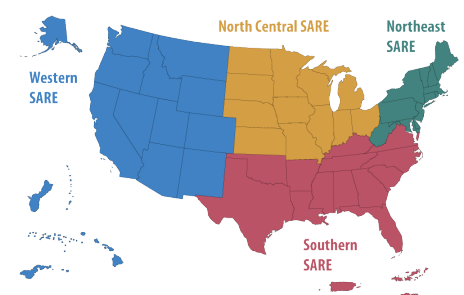 North Central SARE
Northeast
SARE
Western
SARE
Southern
SARE